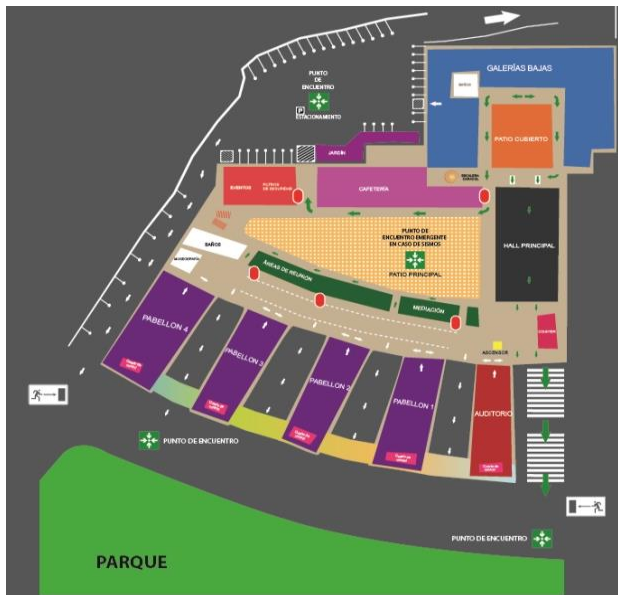 GALERÍAS BAJAS
BAÑOS
PUNTO
DE
ENCUENTRO
P
ESTACIONAMIENTO
PATIO CUBIERTO
JARDÍN
EVENTOS
CAFETERÍA
HALL PRINCIPAL
PUNTO DE
ENCUENTRO EMERGENTE
EN CASO DE SISMOS
PATIO PRINCIPAL
BAÑOS
ÁREAS DE REUNIÓN
MEDIACIÓN
ASCENSOR
PABELLON 4
PABELLON 3
PABELLON 2
PABELLON 1
AUDITORIO
PUNTO DE ENCUENTRO
PUNTO DE ENCUENTRO
PARQUE